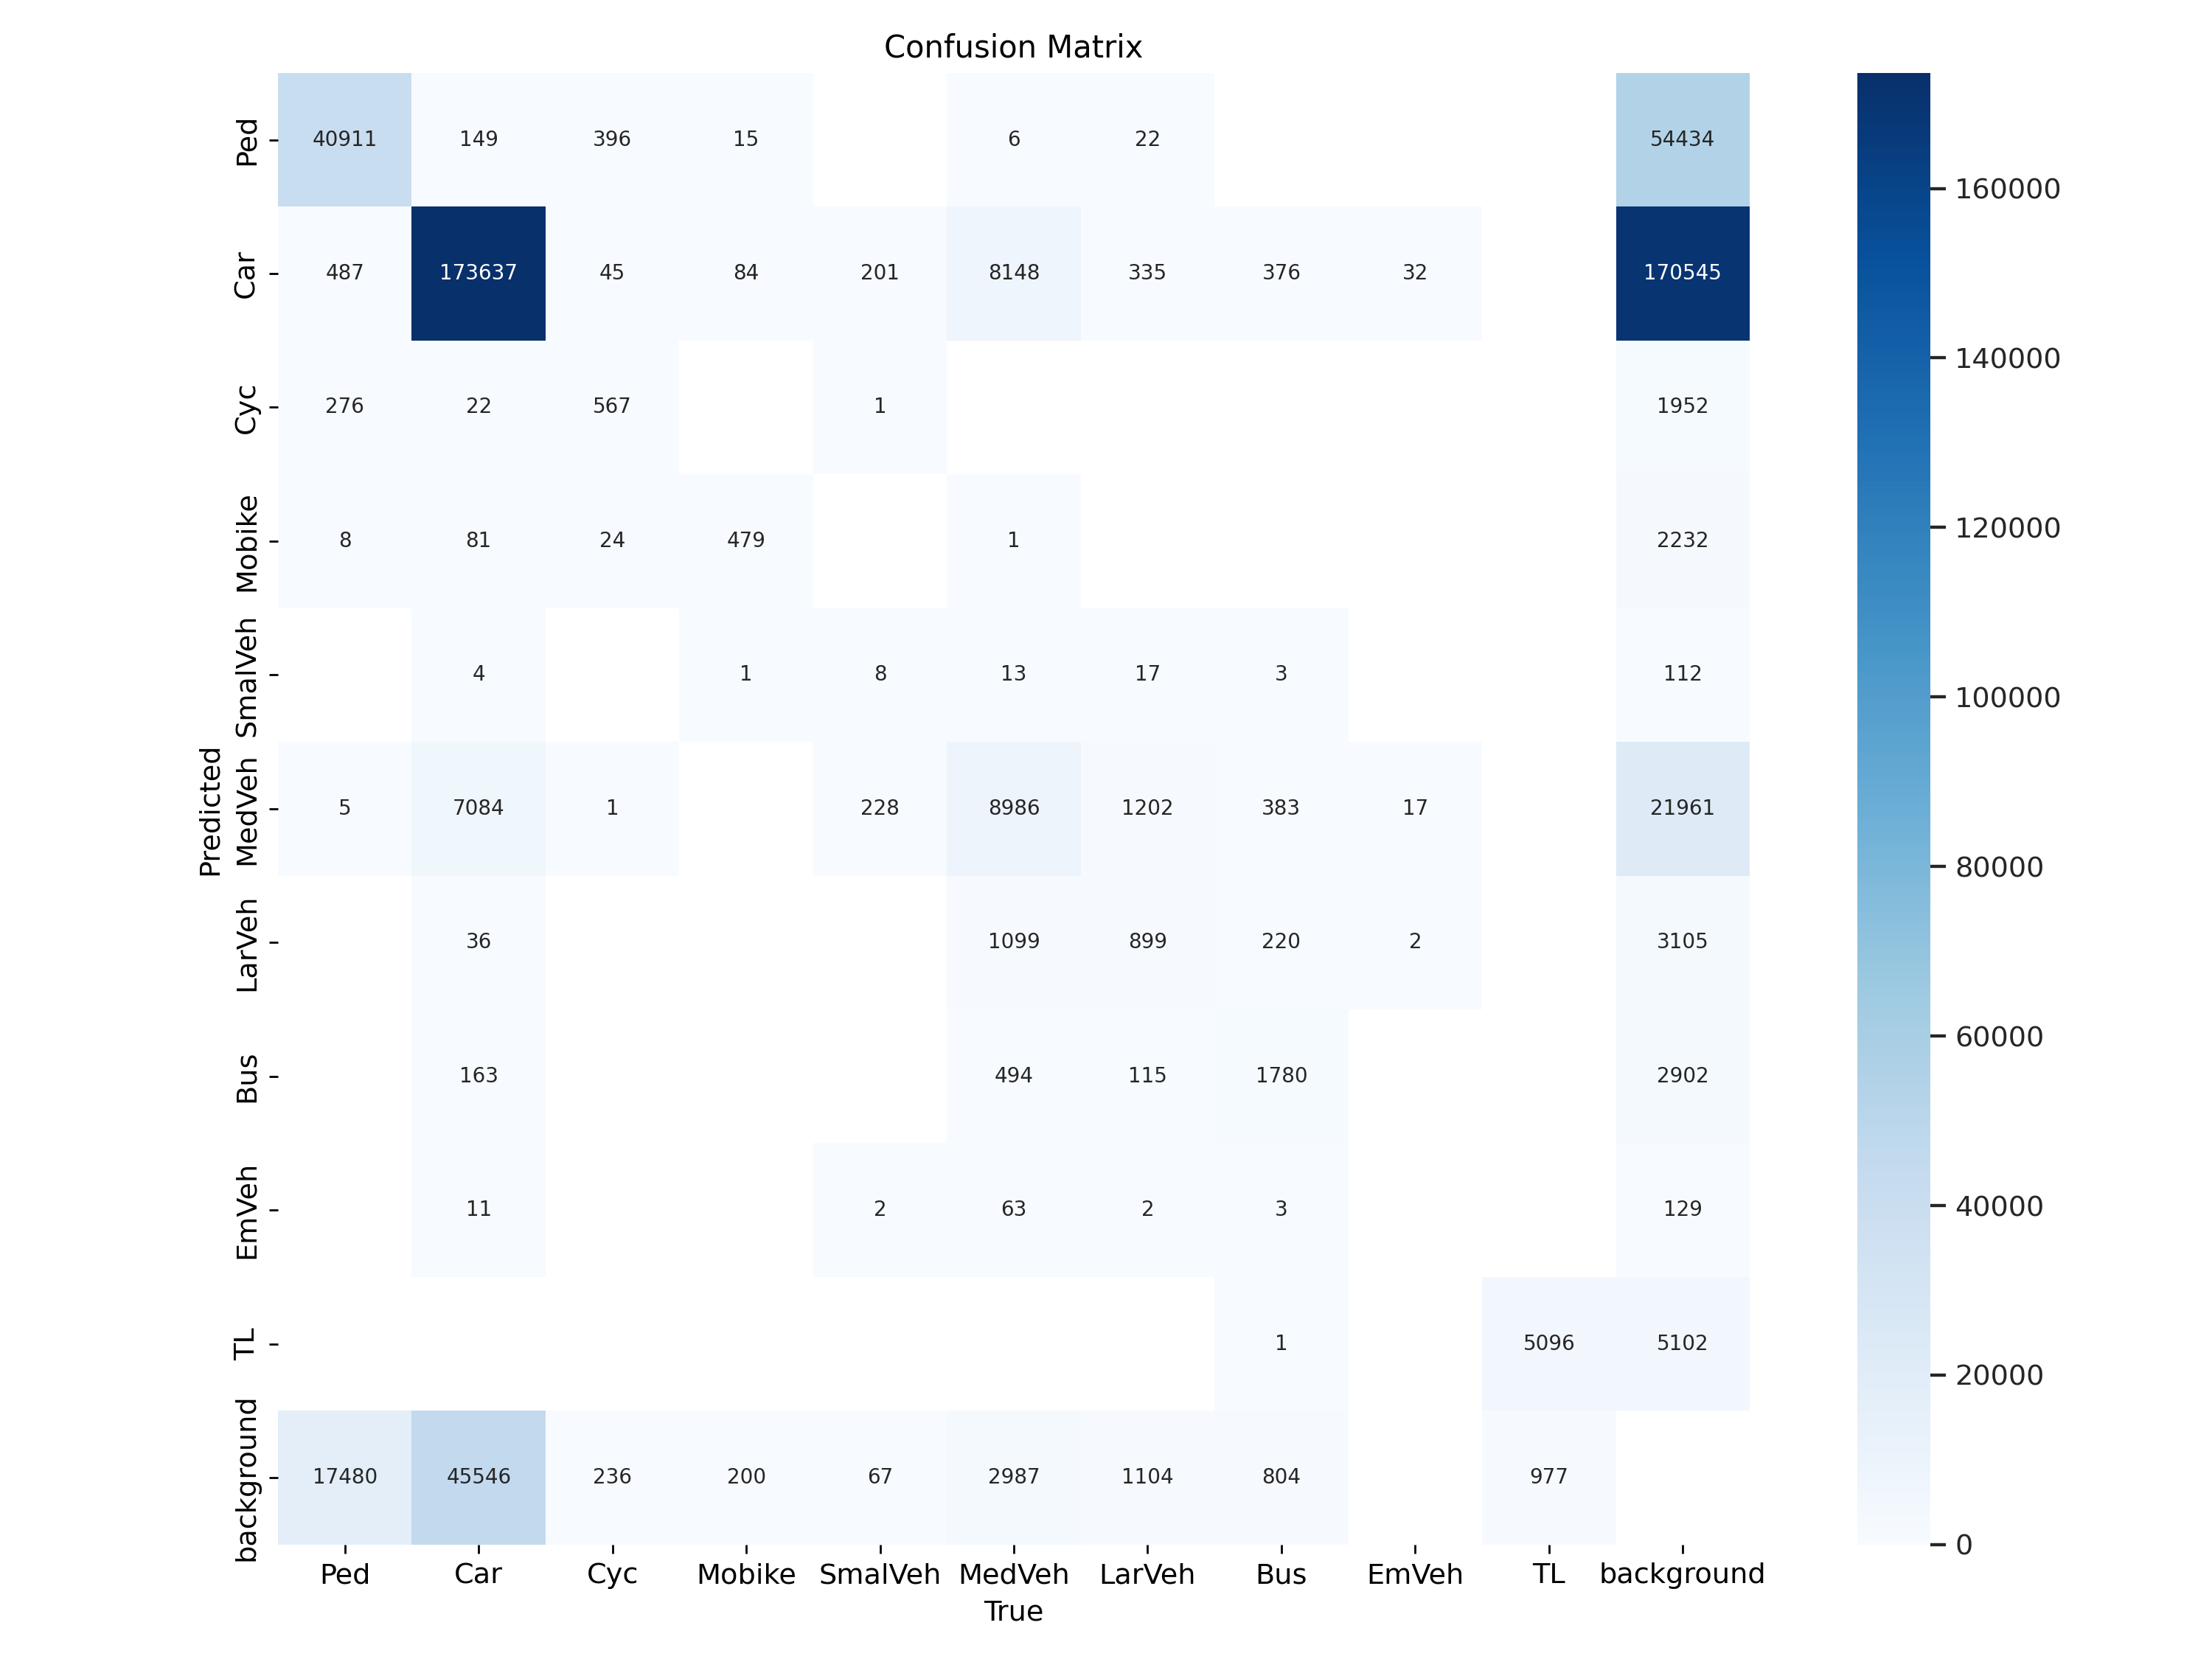 Confusion Matrix
Ped 40911 149 396 15 6 22 54434
Car 487 173637 45 84 201 8148 335 376 32 170545
Cyc 276 22 567 1 1952
Mobike 8 81 24 479 1 2232
SmalVeh 4 1 8 13 17 3 112
MedVeh 5 7084 1 228 8986 1202 383 17 21961
LarVeh 36 1099 899 220 2 3105
Bus 163 494 115 1780 2902
EmVeh 11 2 63 2 3 129
TL 1 5096 5102
background 17480 45546 236 200 67 2987 1104 804 977
Predicted
Ped Car Cyc Mobike SmalVeh MedVeh LarVeh Bus EmVeh TL background
True
160000
140000
120000
100000
80000
60000
40000
20000
0